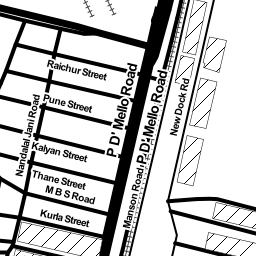 Raichur Street
Pune Street
Kalyan Street
Thane Street
M B S Road
Kurla Street
Nandalal Jani Road
P D' Mello Road
P D' Mello Road
Manson Road
New Dock Rd